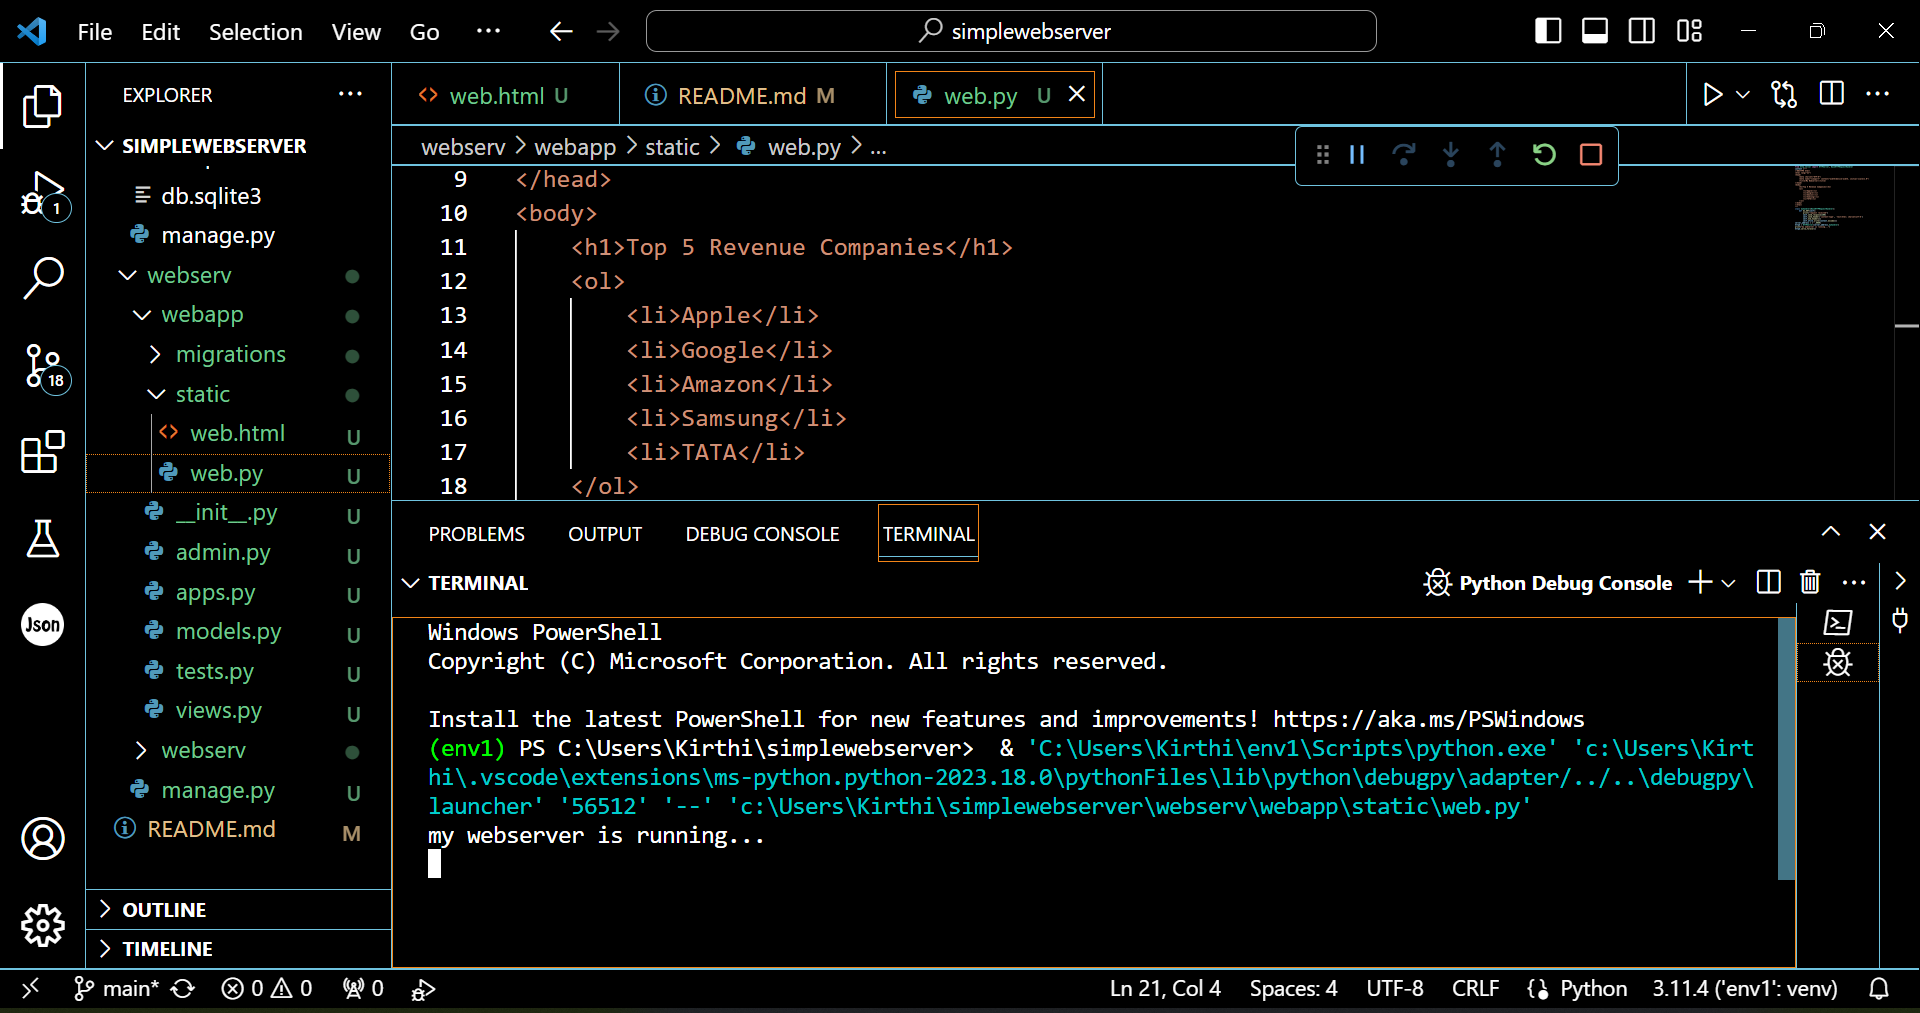 File Edit Selection View Go ··· simplewebserver
EXPLORER ···
SIMPLEWEBSERVER
db.sqlite3
manage.py
webserv
webapp
migrations
static
web.html U
web.py U
__init__.py U
admin.py U
apps.py U
models.py U
tests.py U
views.py U
webserv
manage.py U
README.md M
OUTLINE
TIMELINE
1
18
Json
web.html U README.md M web.py U
webserv > webapp > static > web.py > ...
9 </head>
10 <body>
11 <h1>Top 5 Revenue Companies</h1>
12 <ol>
13 <li>Apple</li>
14 <li>Google</li>
15 <li>Amazon</li>
16 <li>Samsung</li>
17 <li>TATA</li>
18 </ol>
PROBLEMS OUTPUT DEBUG CONSOLE TERMINAL
TERMINAL Python Debug Console
Windows PowerShell
Copyright (C) Microsoft Corporation. All rights reserved.
Install the latest PowerShell for new features and improvements! https://aka.ms/PSWindows
(env1) PS C:\Users\Kirthi\simplewebserver> & 'C:\Users\Kirthi\env1\Scripts\python.exe' 'c:\Users\Kirt
hi\.vscode\extensions\ms-python.python-2023.18.0\pythonFiles\lib\python\debugpy\adapter/../..\debugpy\
launcher' '56512' '--' 'c:\Users\Kirthi\simplewebserver\webserv\webapp\static\web.py'
my webserver is running...
main* 0 0 0 Ln 21, Col 4 Spaces: 4 UTF-8 CRLF Python 3.11.4 ('env1': venv)